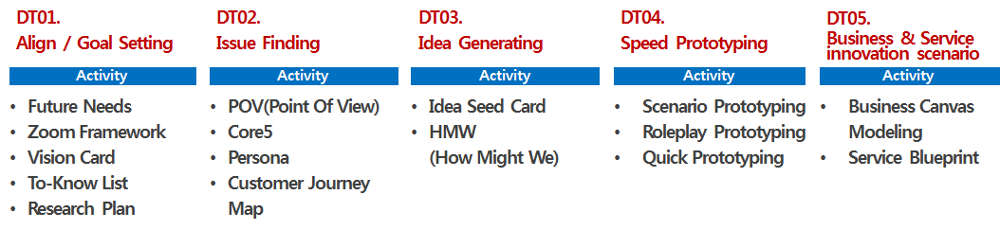 DT01.
Align / Goal Setting
Activity
• Future Needs
• Zoom Framework
• Vision Card
• To-Know List
• Research Plan
DT02.
Issue Finding
Activity
• POV(Point Of View)
• Core5
• Persona
• Customer Journey
Map
DT03.
Idea Generating
Activity
• Idea Seed Card
• HMW
(How Might We)
DT04.
Speed Prototyping
Activity
• Scenario Prototyping
• Roleplay Prototyping
• Quick Prototyping
DT05.
Business & Service
innovation scenario
Activity
• Business Canvas
Modeling
• Service Blueprint